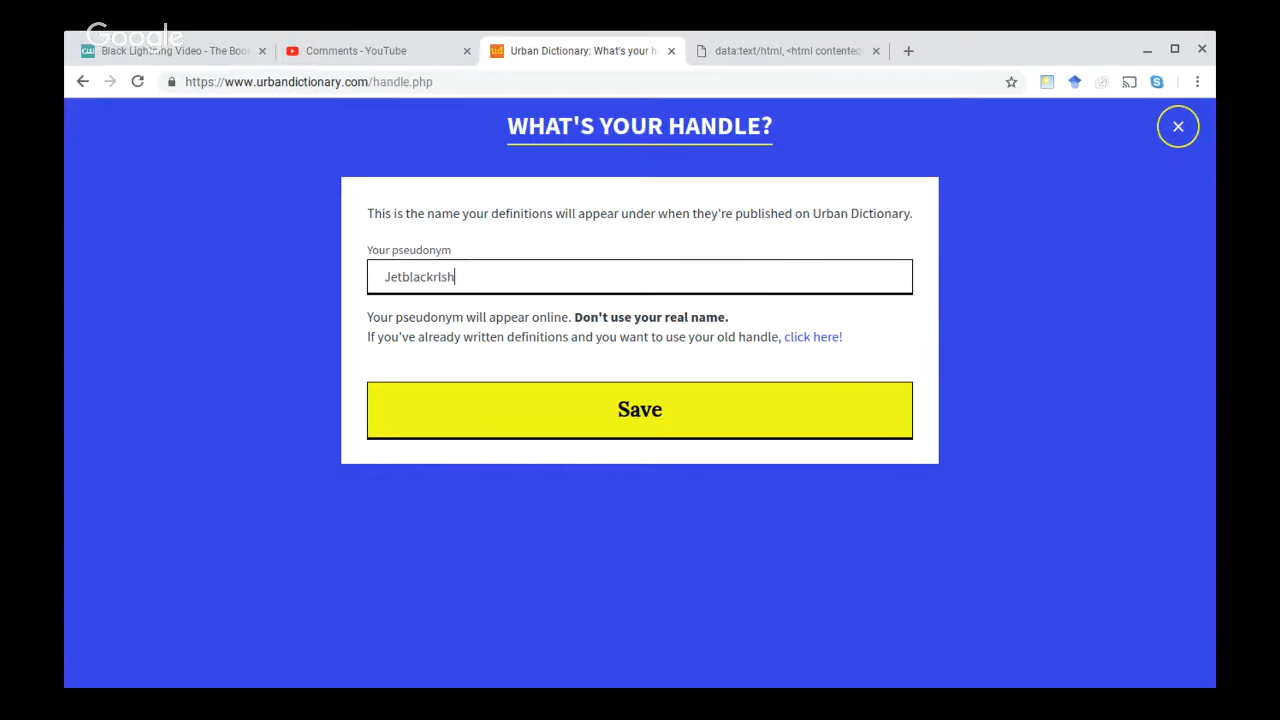 Google
cw
Black Lightning Video - The Boo
Comments - YouTube
ud
Urban Dictionary: What's your h
data:text/html, <html contented
https://www.urbandictionary.com/handle.php
WHAT'S YOUR HANDLE?
This is the name your definitions will appear under when they're published on Urban Dictionary.
Your pseudonym
Jetblackrlsh
Your pseudonym will appear online. Don't use your real name.
If you've already written definitions and you want to use your old handle, click here!
Save